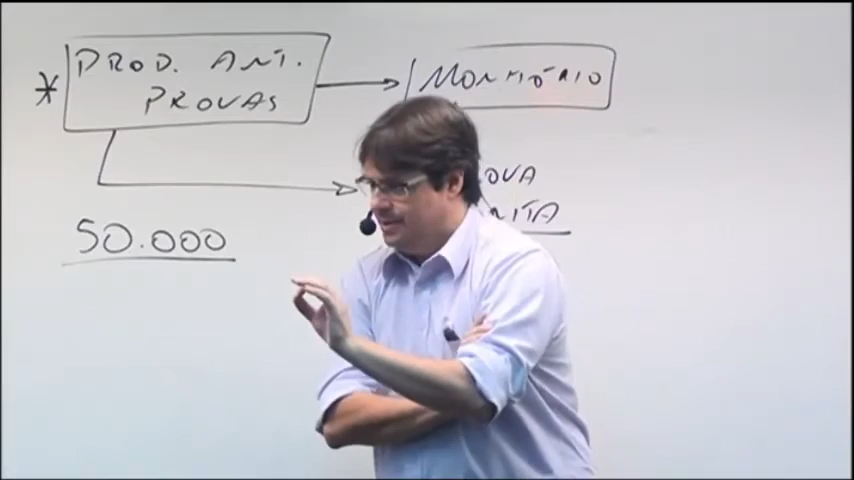 * PROD. ANT. PROVAS
MONITÓRIO
50.000